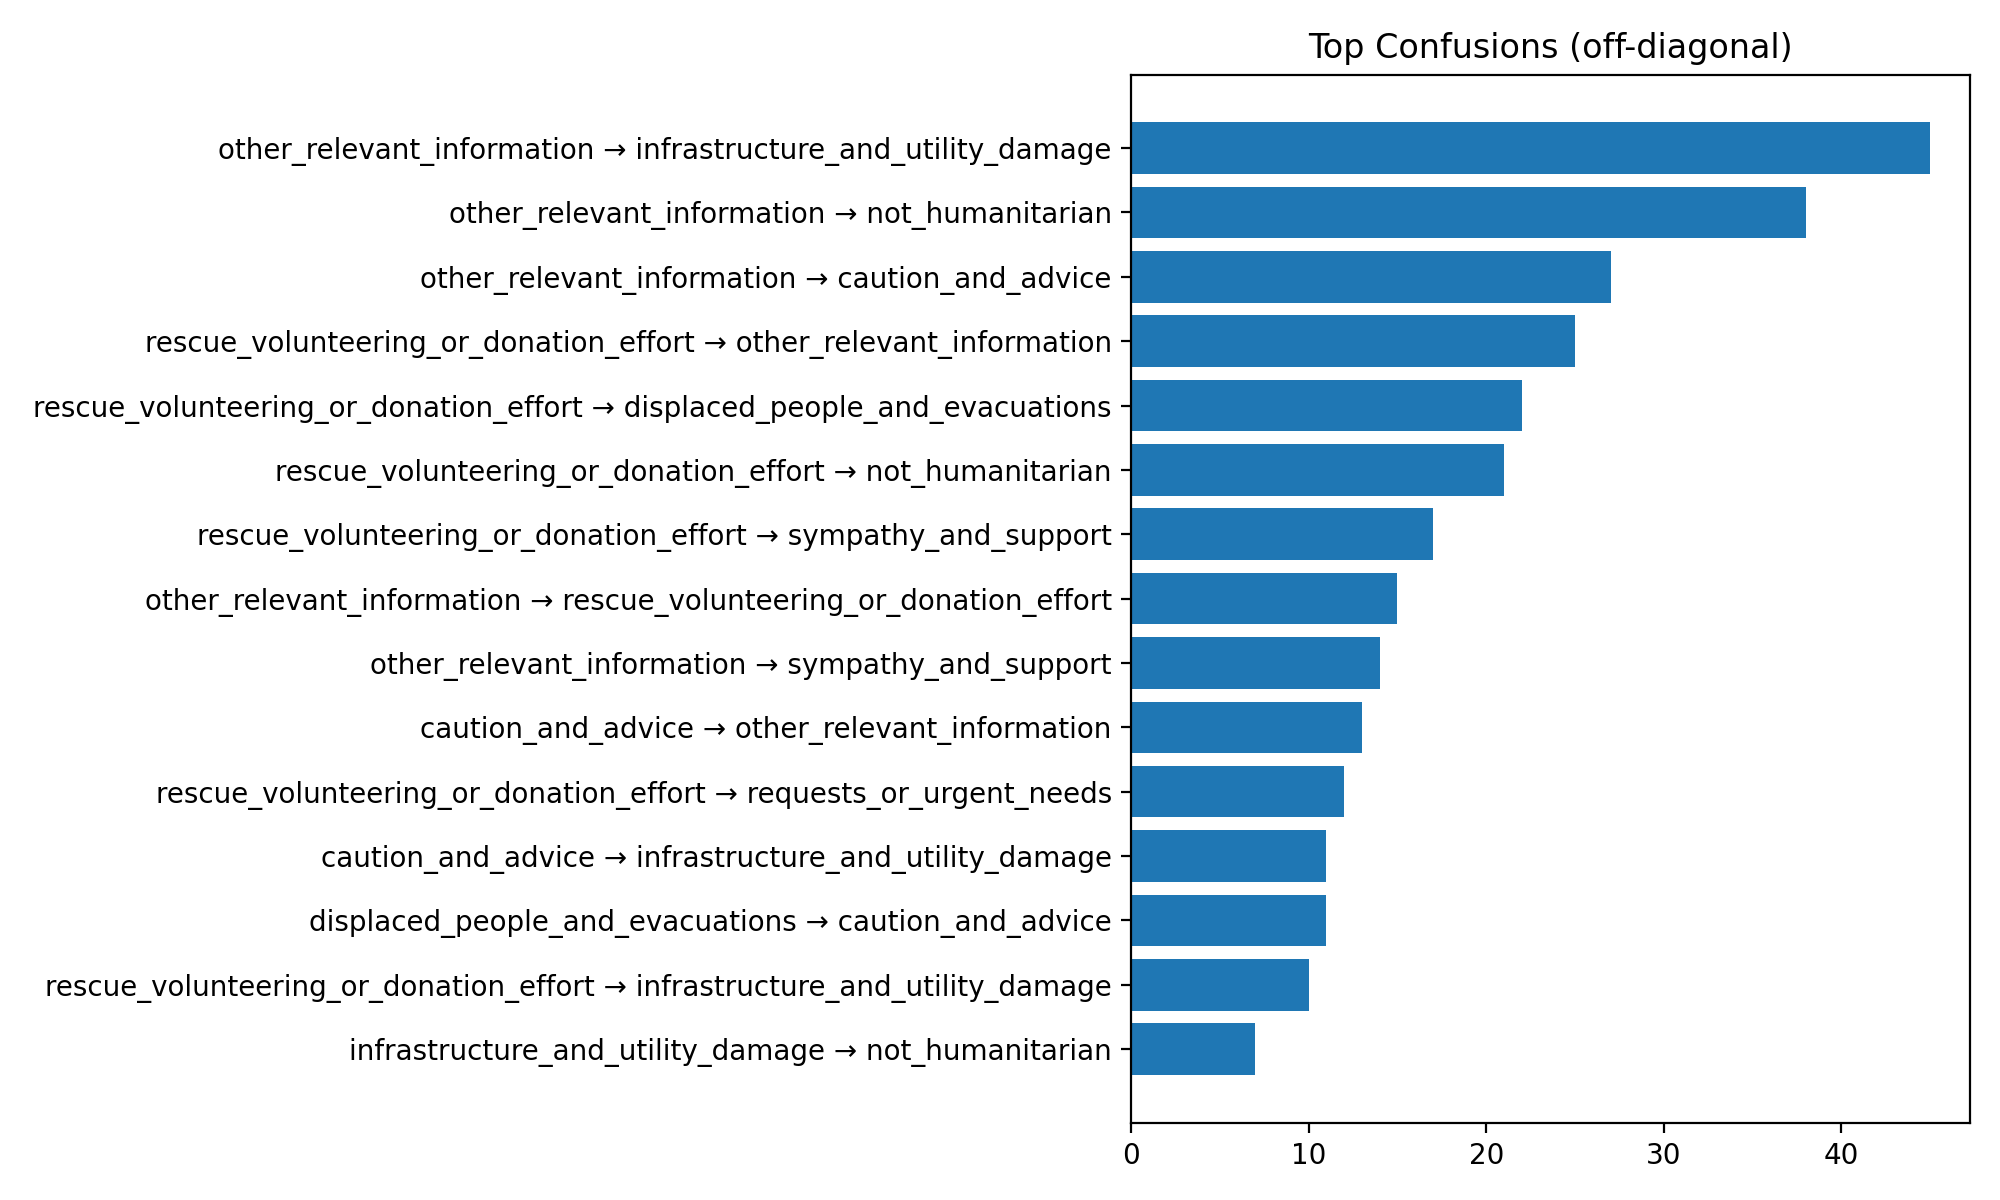 Top Confusions (off-diagonal)
other_relevant_information → infrastructure_and_utility_damage
other_relevant_information → not_humanitarian
other_relevant_information → caution_and_advice
rescue_volunteering_or_donation_effort → other_relevant_information
rescue_volunteering_or_donation_effort → displaced_people_and_evacuations
rescue_volunteering_or_donation_effort → not_humanitarian
rescue_volunteering_or_donation_effort → sympathy_and_support
other_relevant_information → rescue_volunteering_or_donation_effort
other_relevant_information → sympathy_and_support
caution_and_advice → other_relevant_information
rescue_volunteering_or_donation_effort → requests_or_urgent_needs
caution_and_advice → infrastructure_and_utility_damage
displaced_people_and_evacuations → caution_and_advice
rescue_volunteering_or_donation_effort → infrastructure_and_utility_damage
infrastructure_and_utility_damage → not_humanitarian
0 10 20 30 40